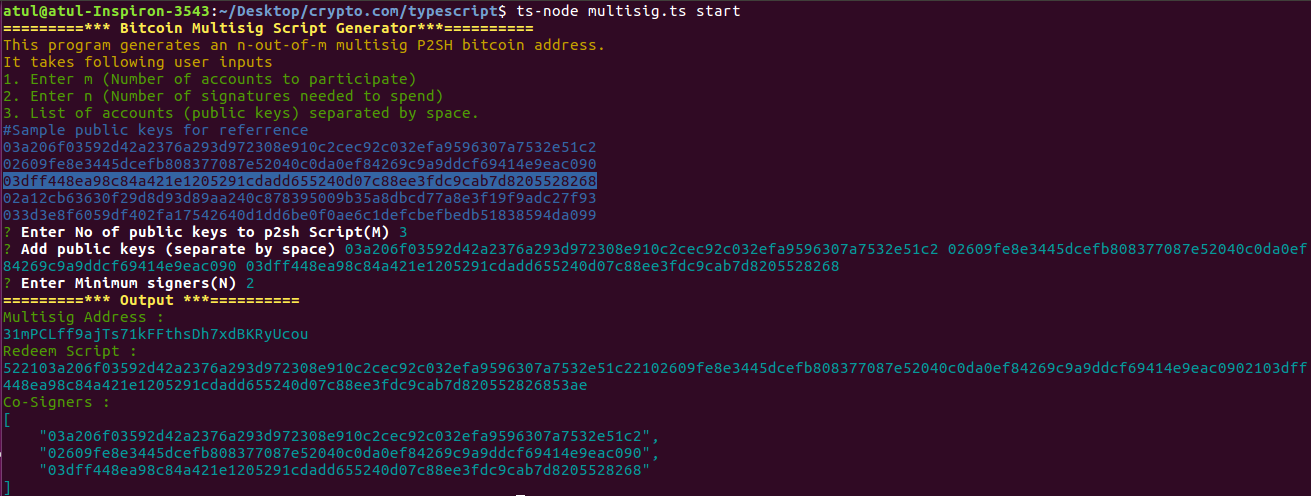 atul@atul-Inspiron-3543:~/Desktop/crypto.com/typescript$ ts-node multisig.ts start
=========*** Bitcoin Multisig Script Generator***==========
This program generates an n-out-of-m multisig P2SH bitcoin address.
It takes following user inputs
1. Enter m (Number of accounts to participate)
2. Enter n (Number of signatures needed to spend)
3. List of accounts (public keys) separated by space.
#Sample public keys for referrence
03a206f03592d42a2376a293d972308e910c2cec92c032efa9596307a7532e51c2
02609fe8e3445dcefb808377087e52040c0da0ef84269c9a9ddcf69414e9eac090
03dff448ea98c84a421e1205291cdadd655240d07c88ee3fdc9cab7d8205528268
02a12cb63630f29d8d93d89aa240c878395009b35a8dbcd77a8e3f19f9adc27f93
033d3e8f6059df402fa17542640d1dd6be0f0ae6c1defcbefbedb51838594da099
? Enter No of public keys to p2sh Script(M) 3
? Add public keys (separate by space) 03a206f03592d42a2376a293d972308e910c2cec92c032efa9596307a7532e51c2 02609fe8e3445dcefb808377087e52040c0da0ef
84269c9a9ddcf69414e9eac090 03dff448ea98c84a421e1205291cdadd655240d07c88ee3fdc9cab7d8205528268
? Enter Minimum signers(N) 2
=========*** Output ***==========
Multisig Address :
31mPCLff9ajTs71kFFthsDh7xdBKRyUcou
Redeem Script :
522103a206f03592d42a2376a293d972308e910c2cec92c032efa9596307a7532e51c22102609fe8e3445dcefb808377087e52040c0da0ef84269c9a9ddcf69414e9eac0902103dff
448ea98c84a421e1205291cdadd655240d07c88ee3fdc9cab7d820552826853ae
Co-Signers :
[
    "03a206f03592d42a2376a293d972308e910c2cec92c032efa9596307a7532e51c2",
    "02609fe8e3445dcefb808377087e52040c0da0ef84269c9a9ddcf69414e9eac090",
    "03dff448ea98c84a421e1205291cdadd655240d07c88ee3fdc9cab7d8205528268"
]